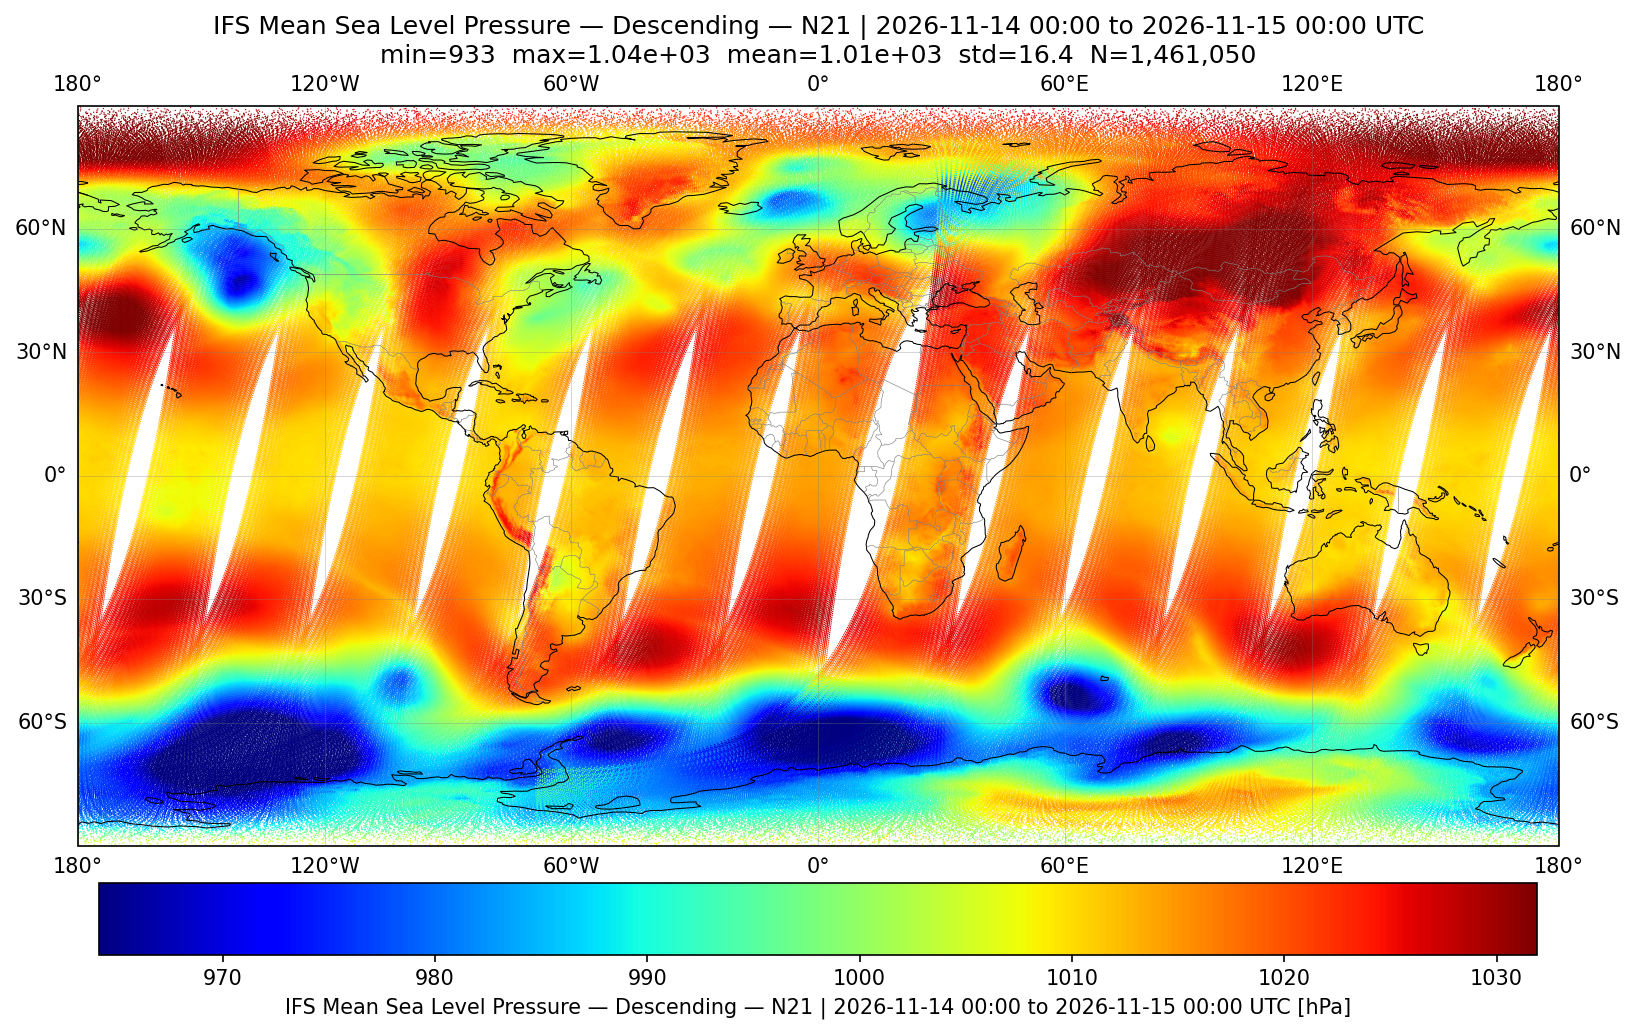 IFS Mean Sea Level Pressure — Descending — N21 | 2026-11-14 00:00 to 2026-11-15 00:00 UTC
min=933 max=1.04e+03 mean=1.01e+03 std=16.4 N=1,461,050
180° 120°W 60°W 0° 60°E 120°E 180°
60°N 60°N
30°N 30°N
0° 0°
30°S 30°S
60°S 60°S
180° 120°W 60°W 0° 60°E 120°E 180°
970 980 990 1000 1010 1020 1030
IFS Mean Sea Level Pressure — Descending — N21 | 2026-11-14 00:00 to 2026-11-15 00:00 UTC [hPa]